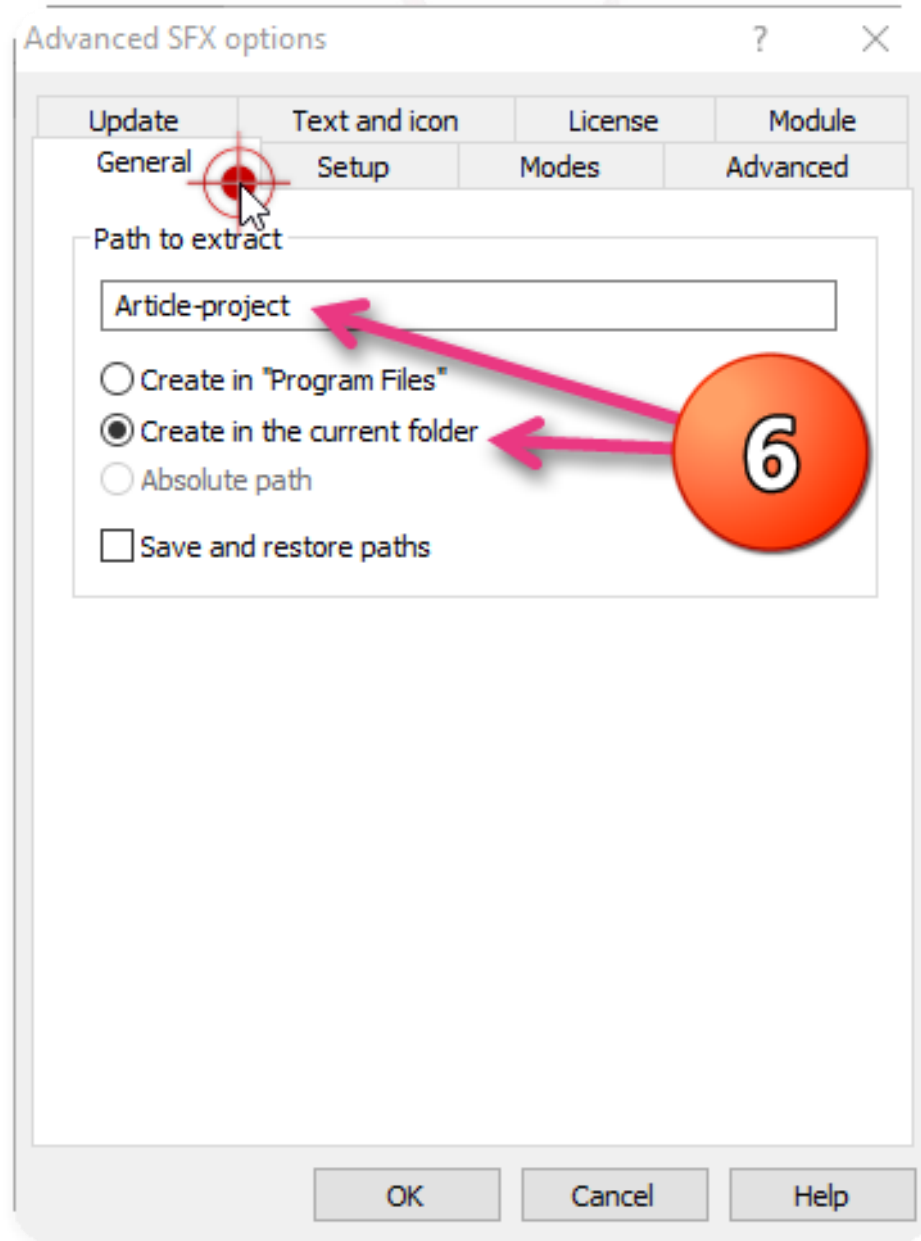 Advanced SFX options
Update Text and icon License Module
General Setup Modes Advanced
Path to extract
Article-project
Create in "Program Files"
Create in the current folder
Absolute path
Save and restore paths
6
OK Cancel Help